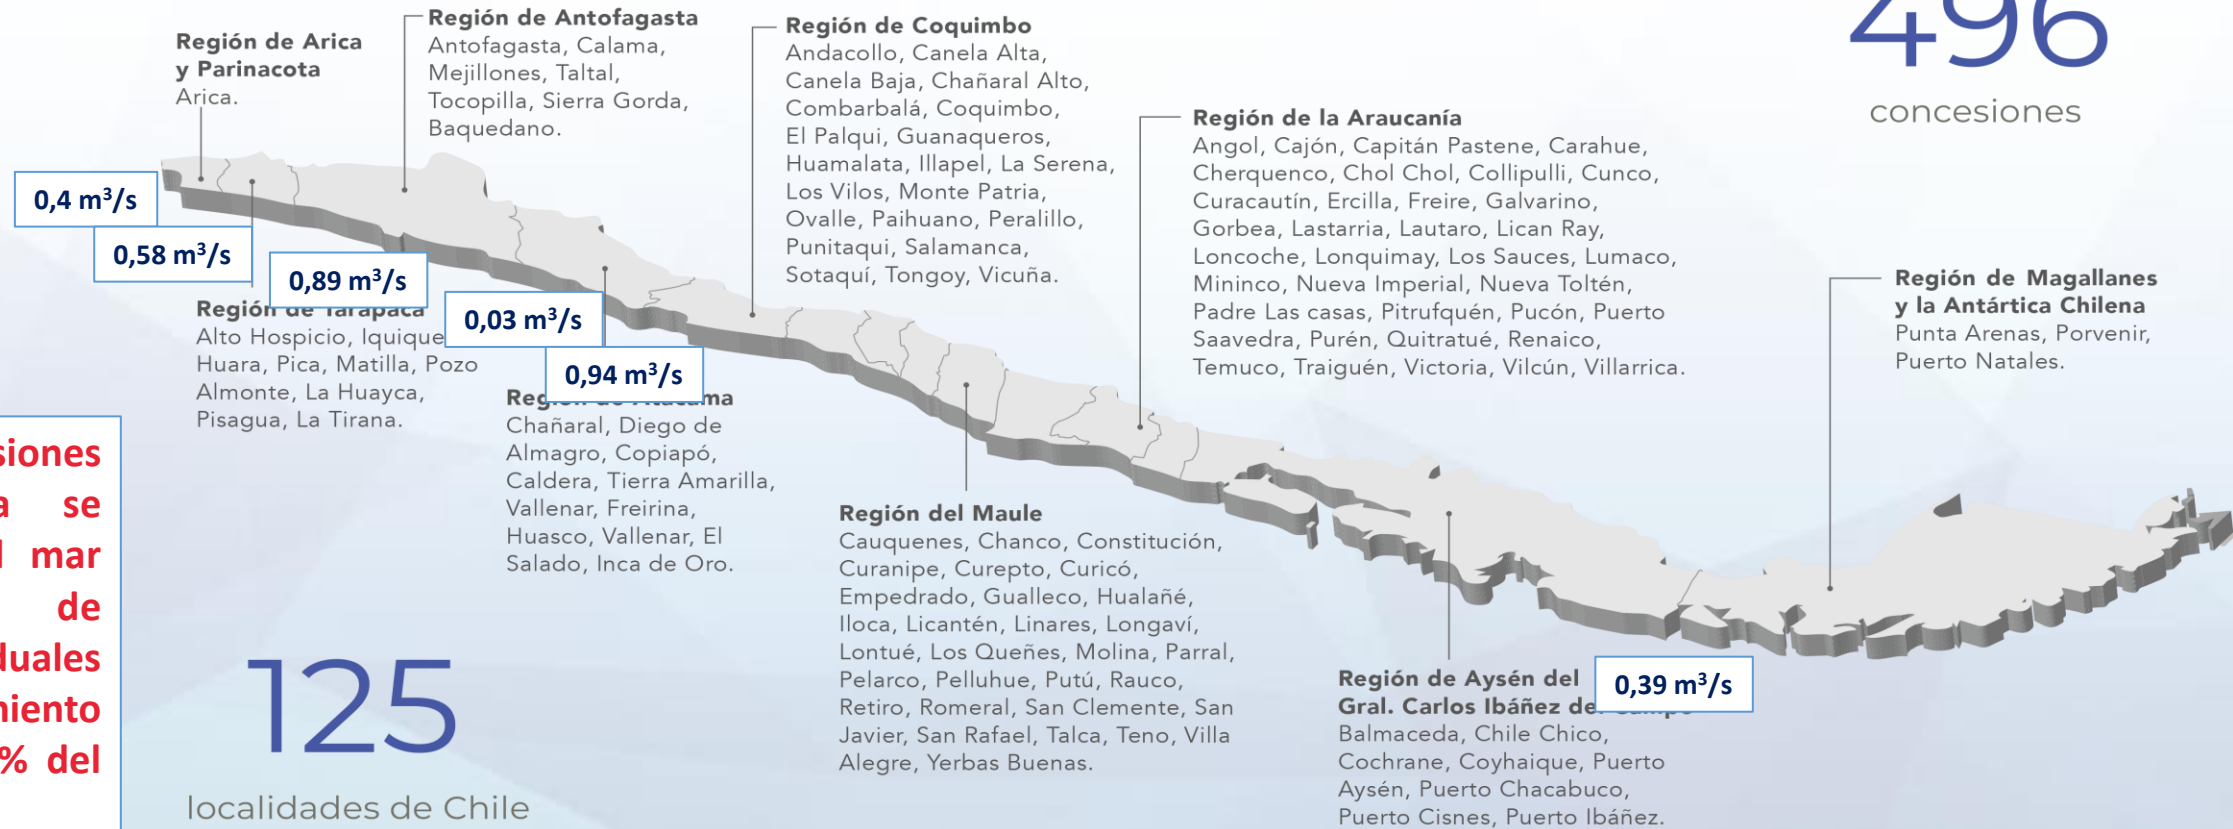 Región de Arica
y Parinacota
Arica.
Región de Antofagasta
Antofagasta, Calama,
Mejillones, Taltal,
Tocopilla, Sierra Gorda,
Baquedano.
Región de Coquimbo
Andacollo, Canela Alta,
Canela Baja, Chañaral Alto,
Combarbalá, Coquimbo,
El Palqui, Guanaqueros,
Huamalata, Illapel, La Serena,
Los Vilos, Monte Patria,
Ovalle, Paihuano, Peralillo,
Punitaqui, Salamanca,
Sotaquí, Tongoy, Vicuña.
496
concesiones
Región de la Araucanía
Angol, Cajón, Capitán Pastene, Carahue,
Cherquenco, Chol Chol, Collipulli, Cunco,
Curacautín, Ercilla, Freire, Galvarino,
Gorbea, Lastarria, Lautaro, Lican Ray,
Loncoche, Lonquimay, Los Sauces, Lumaco,
Mininco, Nueva Imperial, Nueva Toltén,
Padre Las casas, Pitrufquén, Pucón, Puerto
Saavedra, Purén, Quitratué, Renaico,
Temuco, Traiguén, Victoria, Vilcún, Villarrica.
Región de Magallanes
y la Antártica Chilena
Punta Arenas, Porvenir,
Puerto Natales.
0,4 m³/s
0,58 m³/s
0,89 m³/s
0,03 m³/s
0,94 m³/s
Región de Tarapacá
Alto Hospicio, Iquique
Huara, Pica, Matilla, Pozo
Almonte, La Huayca,
Pisagua, La Tirana.
Región de Atacama
Chañaral, Diego de
Almagro, Copiapó,
Caldera, Tierra Amarilla,
Vallenar, Freirina,
Huasco, Vallenar, El
Salado, Inca de Oro.
siones
a se
l mar
de
duales
miento
% del
125
localidades de Chile
Región del Maule
Cauquenes, Chanco, Constitución,
Curanipe, Curepto, Curicó,
Empedrado, Gualleco, Hualañé,
Iloca, Licantén, Linares, Longaví,
Lontué, Los Queñes, Molina, Parral,
Pelarco, Pelluhue, Putú, Rauco,
Retiro, Romeral, San Clemente, San
Javier, San Rafael, Talca, Teno, Villa
Alegre, Yerbas Buenas.
Región de Aysén del
Gral. Carlos Ibáñez del Campo
0,39 m³/s
Balmaceda, Chile Chico,
Cochrane, Coyhaique, Puerto
Aysén, Puerto Chacabuco,
Puerto Cisnes, Puerto Ibáñez.